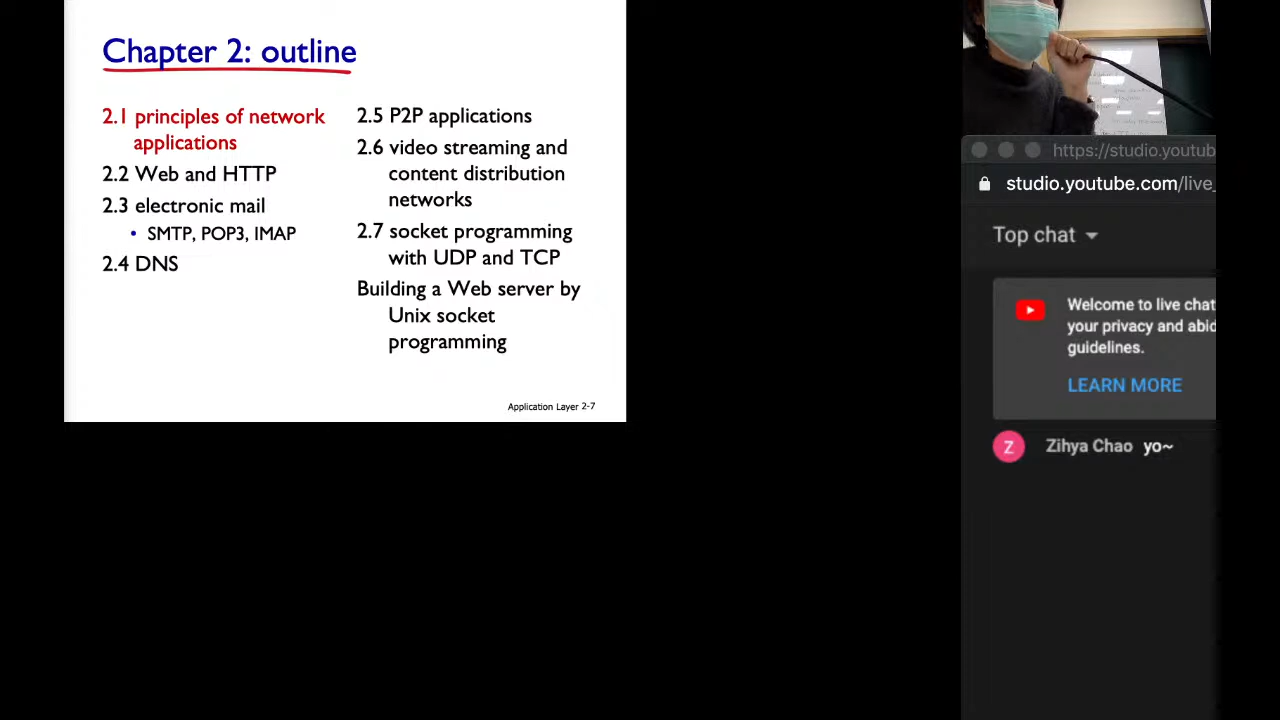 Chapter 2: outline
2.1 principles of network
applications
2.2 Web and HTTP
2.3 electronic mail
• SMTP, POP3, IMAP
2.4 DNS
2.5 P2P applications
2.6 video streaming and
content distribution
networks
2.7 socket programming
with UDP and TCP
Building a Web server by
Unix socket
programming
Application Layer 2-7
https://studio.youtub
studio.youtube.com/live_
Top chat
Welcome to live chat
your privacy and abid
guidelines.
LEARN MORE
Z
Zihya Chao yo~